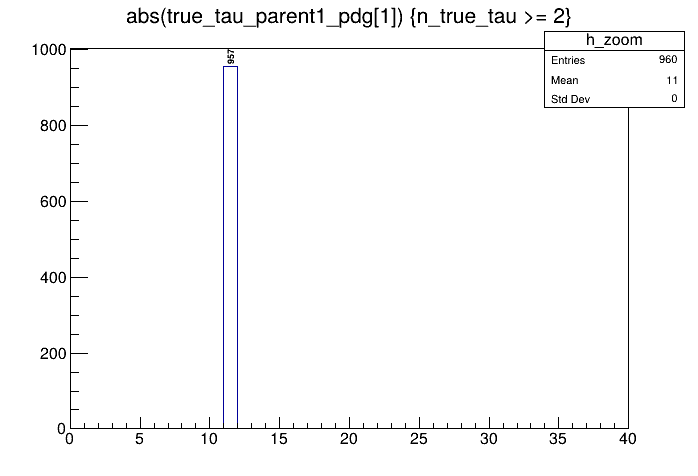 abs(true_tau_parent1_pdg[1]) {n_true_tau >= 2}
h_zoom
Entries 960
Mean 11
Std Dev 0
957
1000
800
600
400
200
0
0 5 10 15 20 25 30 35 40